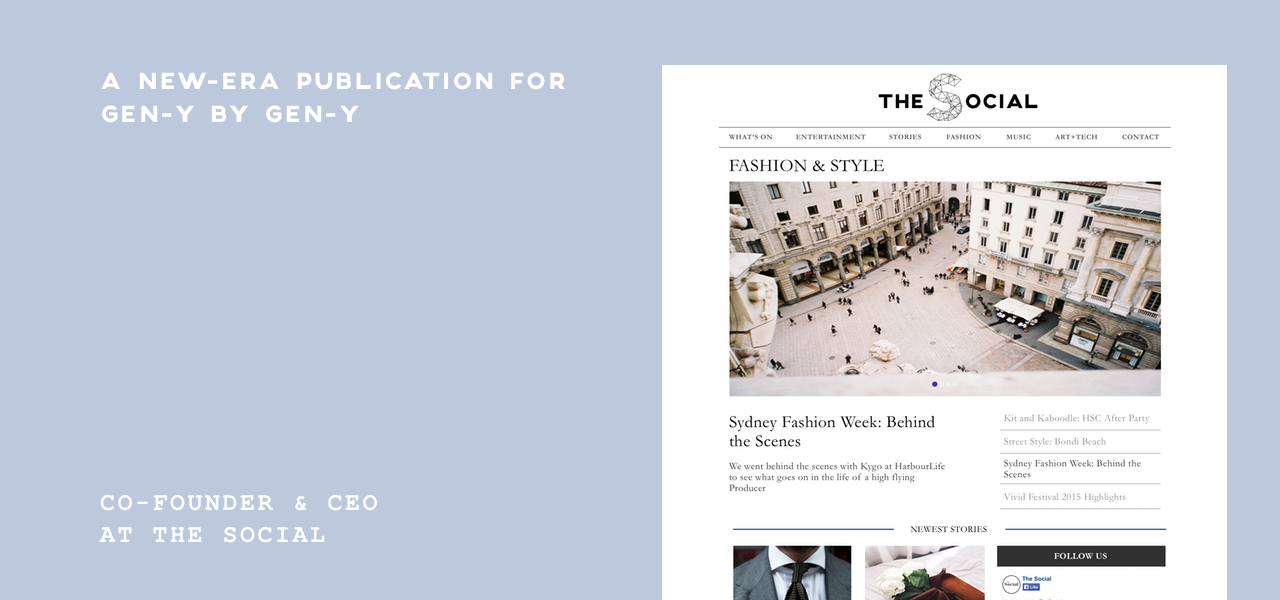 A NEW-ERA PUBLICATION FOR
GEN-Y BY GEN-Y
CO-FOUNDER & CEO
AT THE SOCIAL
THE SOCIAL
WHAT'S ON ENTERTAINMENT STORIES FASHION MUSIC ART+TECH CONTACT
FASHION & STYLE
Sydney Fashion Week: Behind
the Scenes
We went behind the scenes with Kygo at HarbourLife
to see what goes on in the life of a high flying
Producer
Kit and Kaboodle: HSC After Party
Street Style: Bondi Beach
Sydney Fashion Week: Behind the
Scenes
Vivid Festival 2015 Highlights
NEWEST STORIES
FOLLOW US
The Social
Like